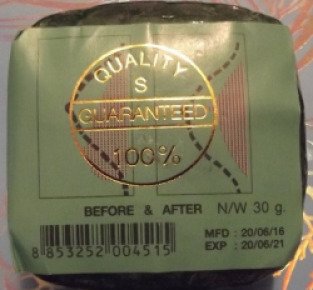 QUALITY
S
GUARANTEED
100%
BEFORE & AFTER N/W 30 g.
MFD : 20/06/16
EXP : 20/06/21
8 853252 004515